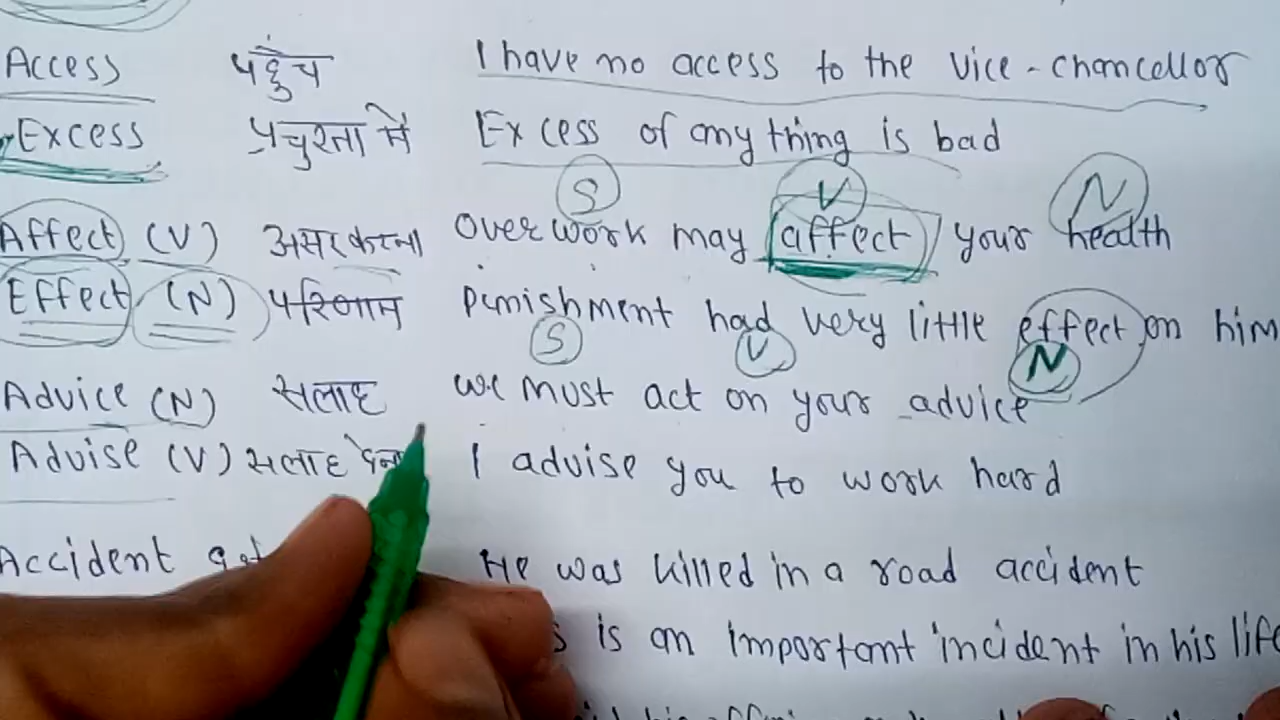 Access पहुँच I have no access to the vice-chancellor
Excess प्रचुरता में Excess of any thing is bad
S V N
Affect (V) असर करना over work may affect your health
Effect (N) परिणाम punishment had very little effect on him
S V N
Advice (N) सलाह we must act on your advice
Advise (V) सलाह देना I advise you to work hard
Accident He was killed in a road accident
is an important incident in his life